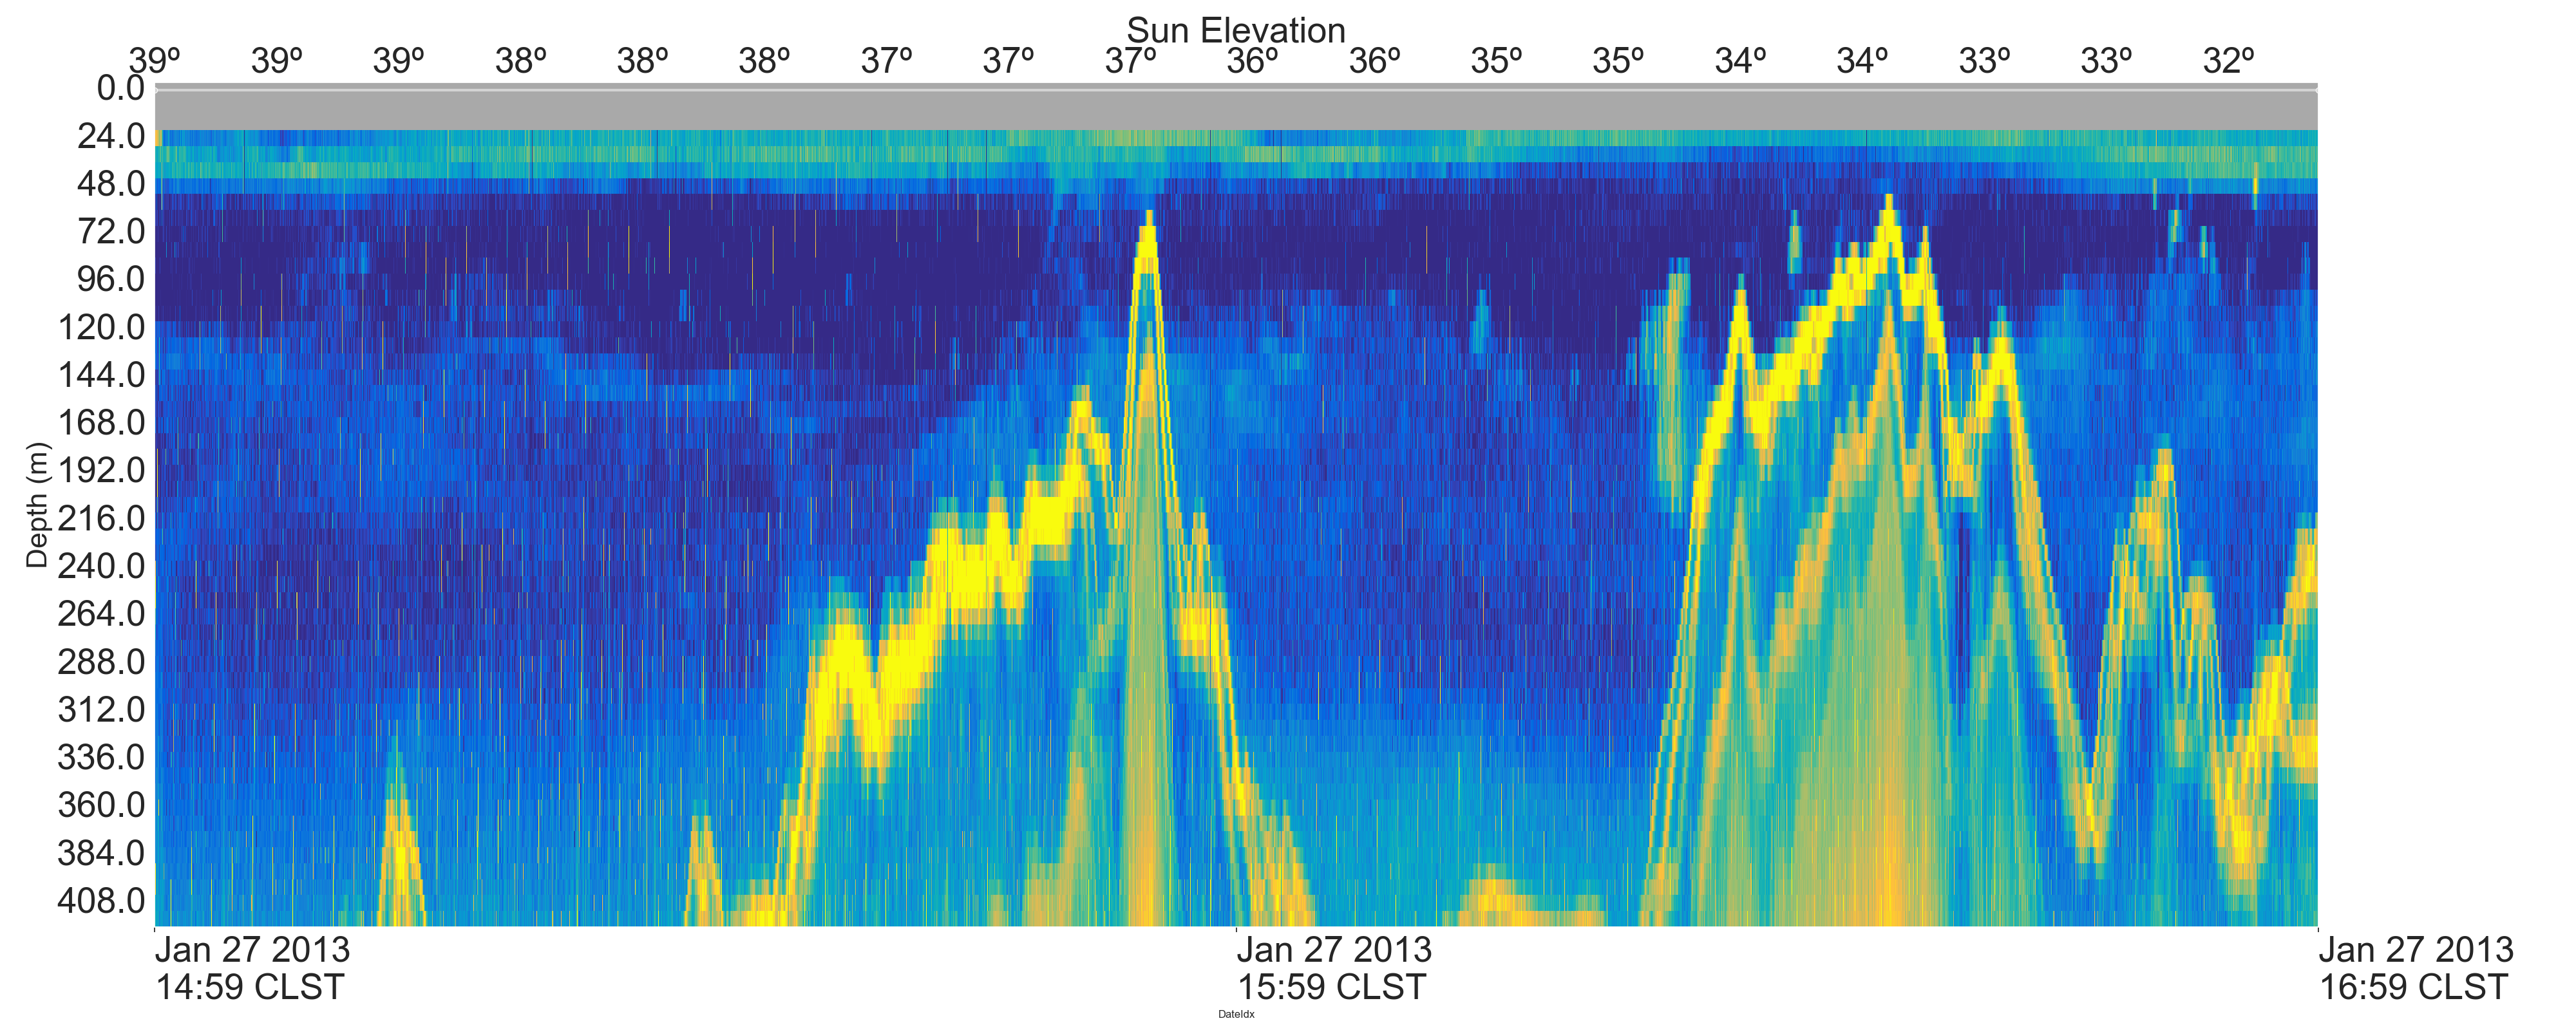 Sun Elevation
39º 39º 39º 38º 38º 38º 37º 37º 37º 36º 36º 35º 35º 34º 34º 33º 33º 32º
0.0
24.0
48.0
72.0
96.0
120.0
144.0
168.0
192.0
216.0
240.0
264.0
288.0
312.0
336.0
360.0
384.0
408.0
Depth (m)
Jan 27 2013
14:59 CLST
Jan 27 2013
15:59 CLST
Jan 27 2013
16:59 CLST
DateIdx